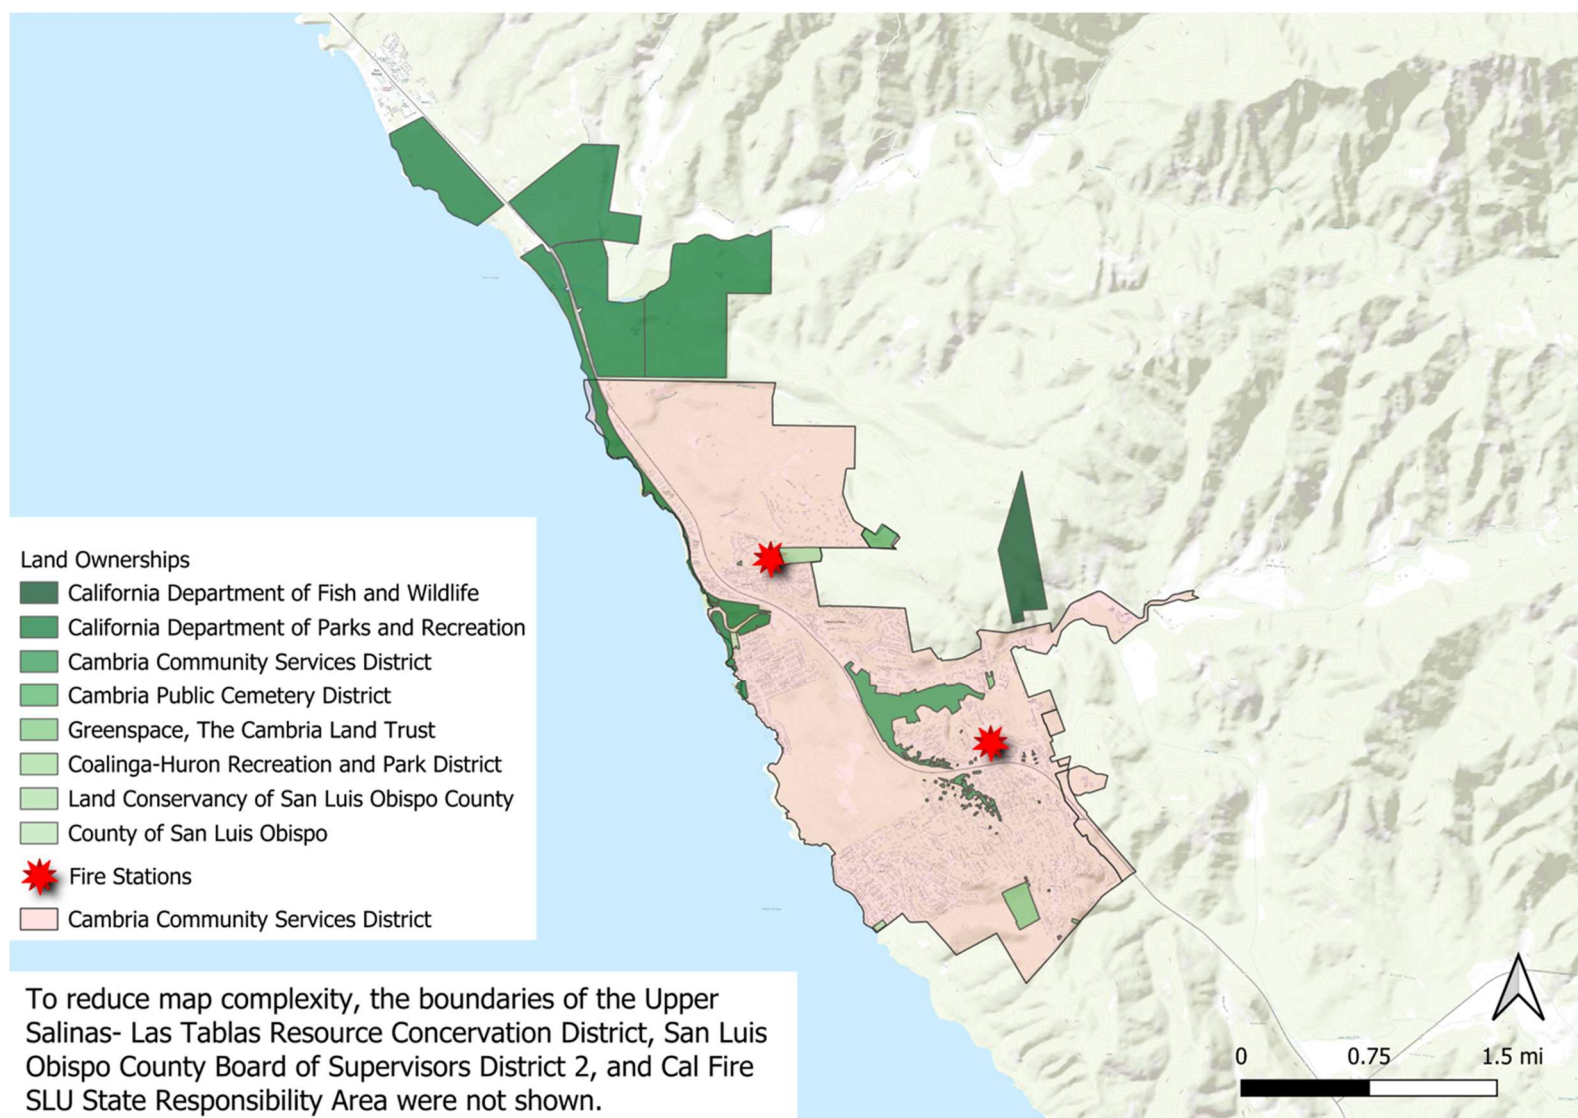 Land Ownerships
California Department of Fish and Wildlife
California Department of Parks and Recreation
Cambria Community Services District
Cambria Public Cemetery District
Greenspace, The Cambria Land Trust
Coalinga-Huron Recreation and Park District
Land Conservancy of San Luis Obispo County
County of San Luis Obispo
Fire Stations
Cambria Community Services District
To reduce map complexity, the boundaries of the Upper
Salinas- Las Tablas Resource Concervation District, San Luis
Obispo County Board of Supervisors District 2, and Cal Fire
SLU State Responsibility Area were not shown.
0 0.75 1.5 mi